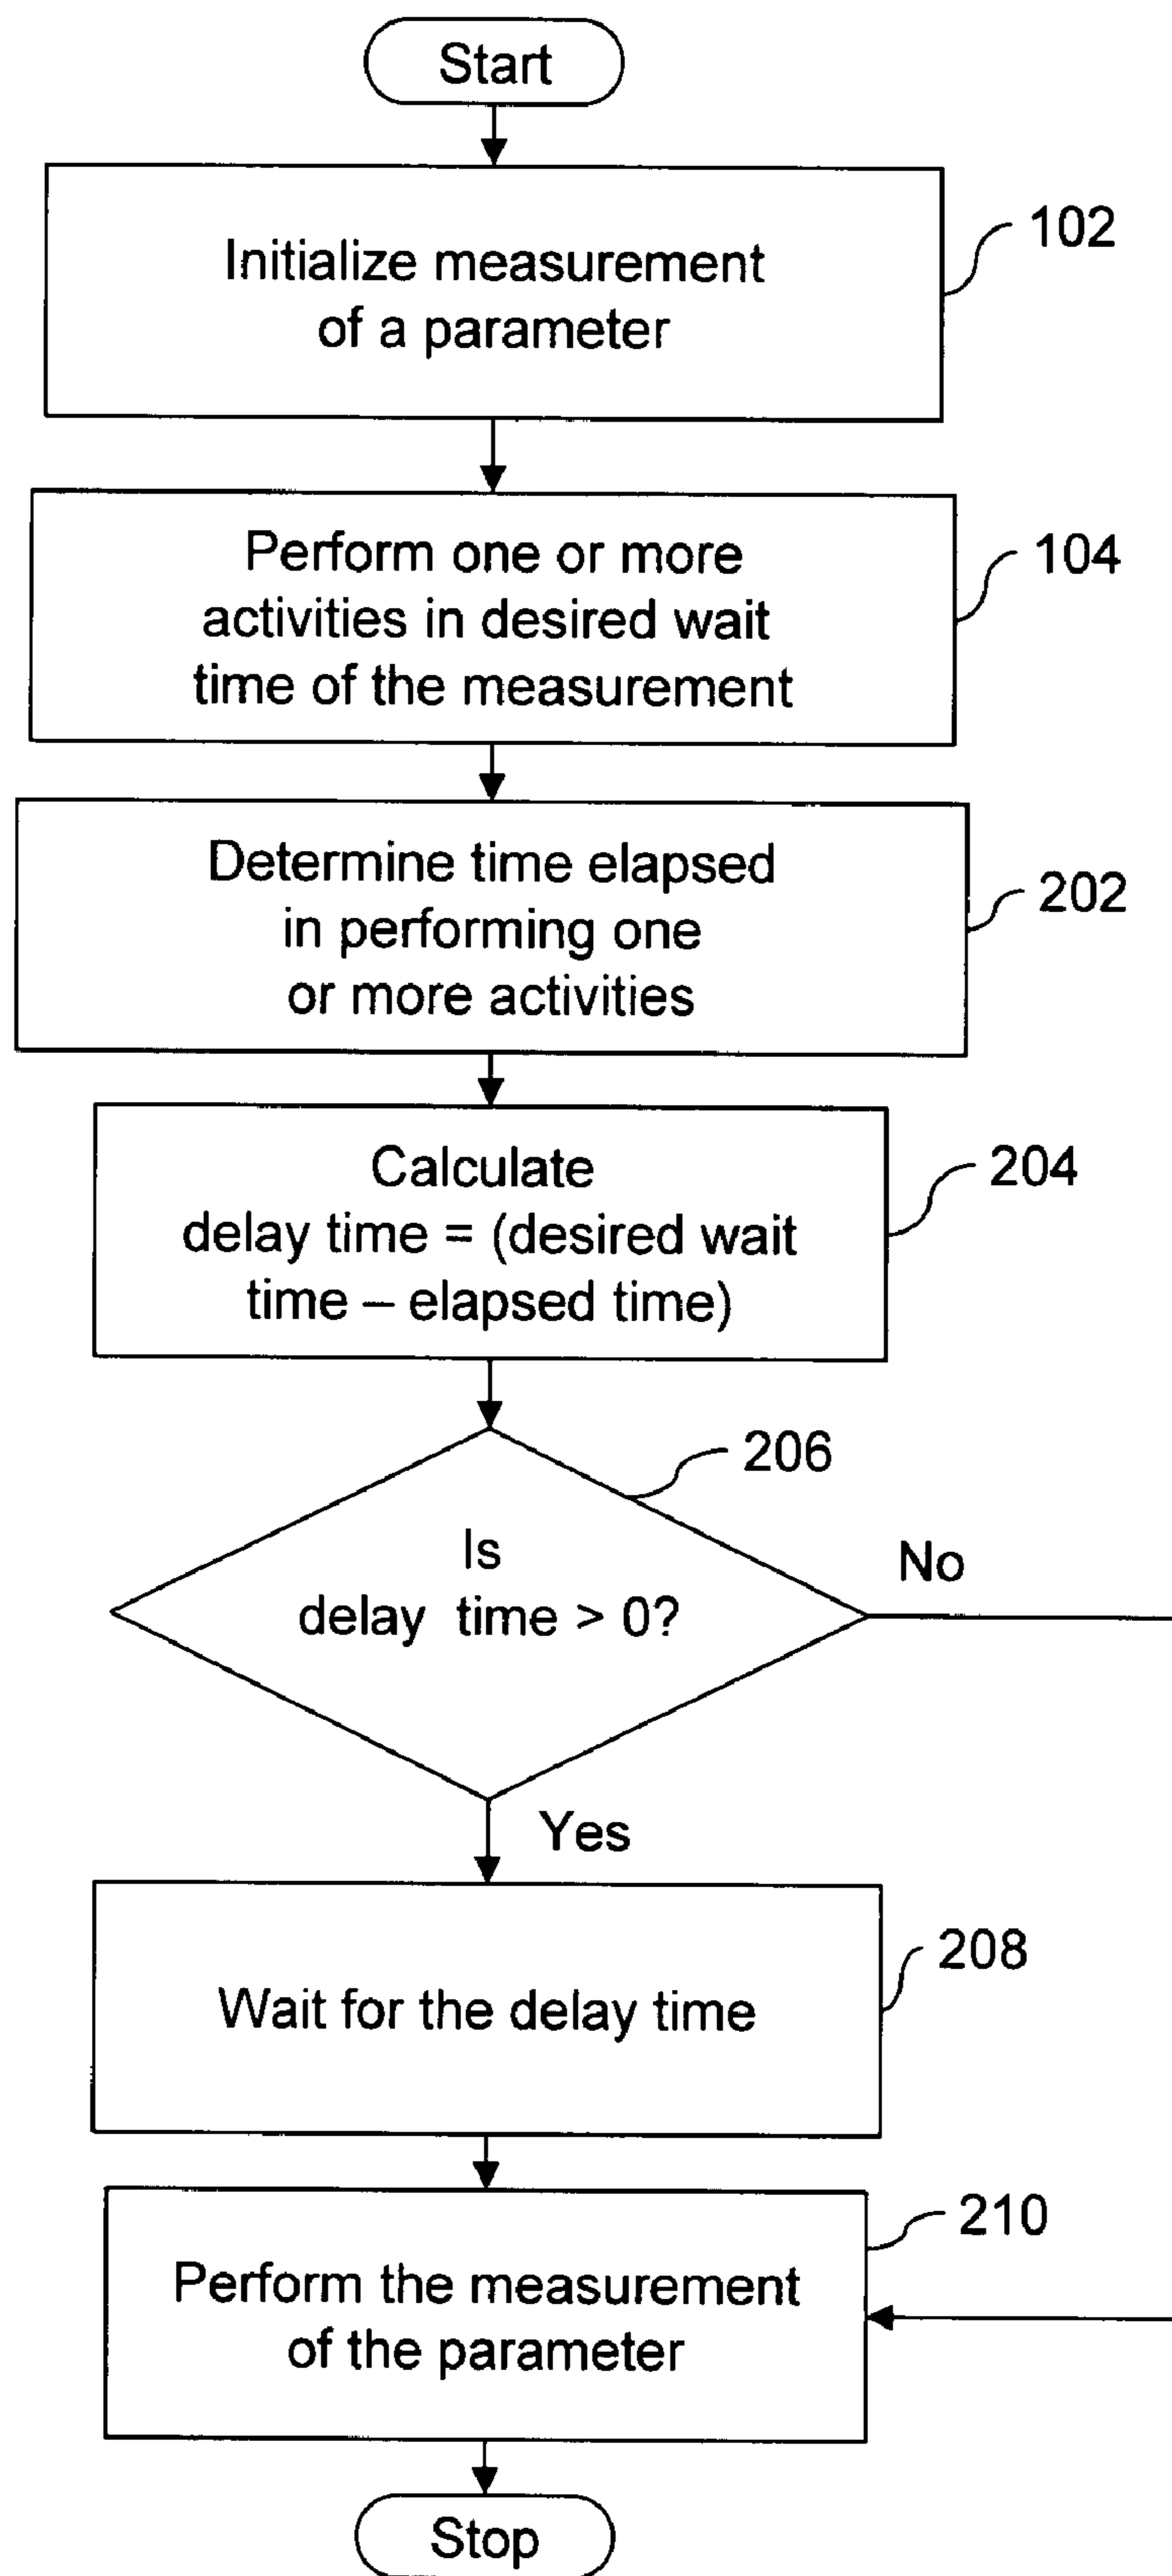 Start
Initialize measurement
of a parameter
102
Perform one or more
activities in desired wait
time of the measurement
104
Determine time elapsed
in performing one
or more activities
202
Calculate
delay time = (desired wait
time – elapsed time)
204
206
Is
delay time > 0?
No
Yes
Wait for the delay time
208
Perform the measurement
of the parameter
210
Stop